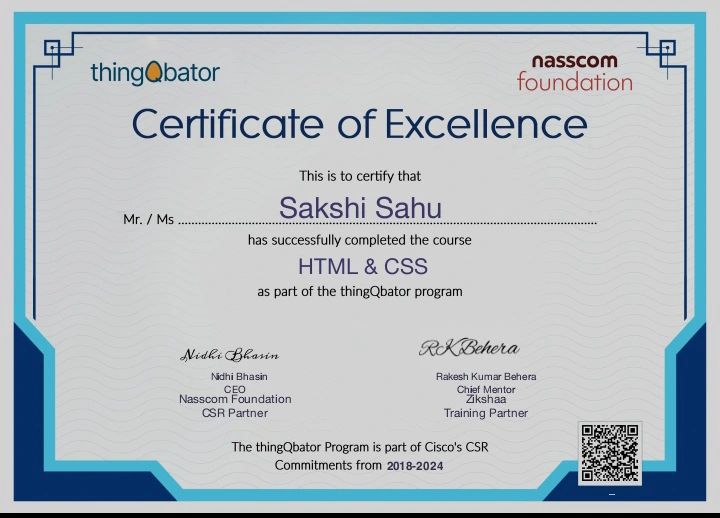 thingQbator
nasscom
foundation
Certificate of Excellence
This is to certify that
Mr. / Ms Sakshi Sahu
has successfully completed the course
HTML & CSS
as part of the thingQbator program
Nidhi Bhasin
RKBehera
Nidhi Bhasin
CEO
Nasscom Foundation
CSR Partner
Rakesh Kumar Behera
Chief Mentor
Zikshaa
Training Partner
The thingQbator Program is part of Cisco's CSR
Commitments from 2018-2024